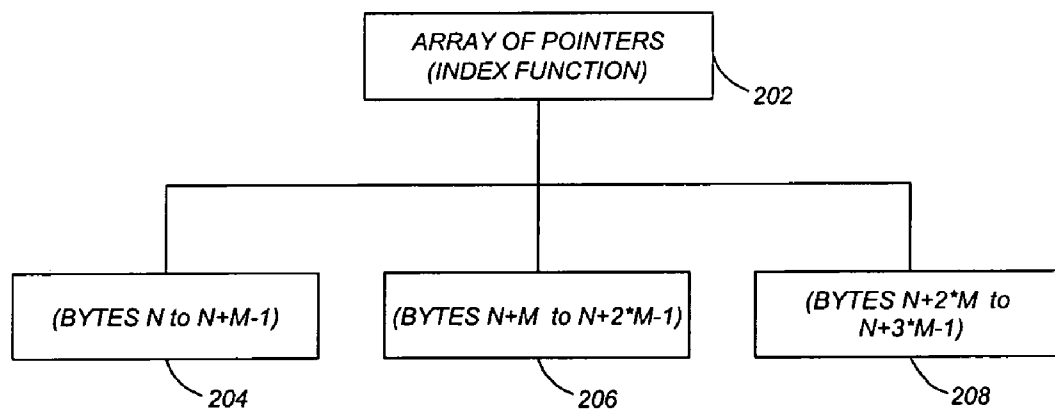 ARRAY OF POINTERS
(INDEX FUNCTION)
202
(BYTES N to N+M-1)
(BYTES N+M to N+2*M-1)
(BYTES N+2*M to
N+3*M-1)
204
206
208